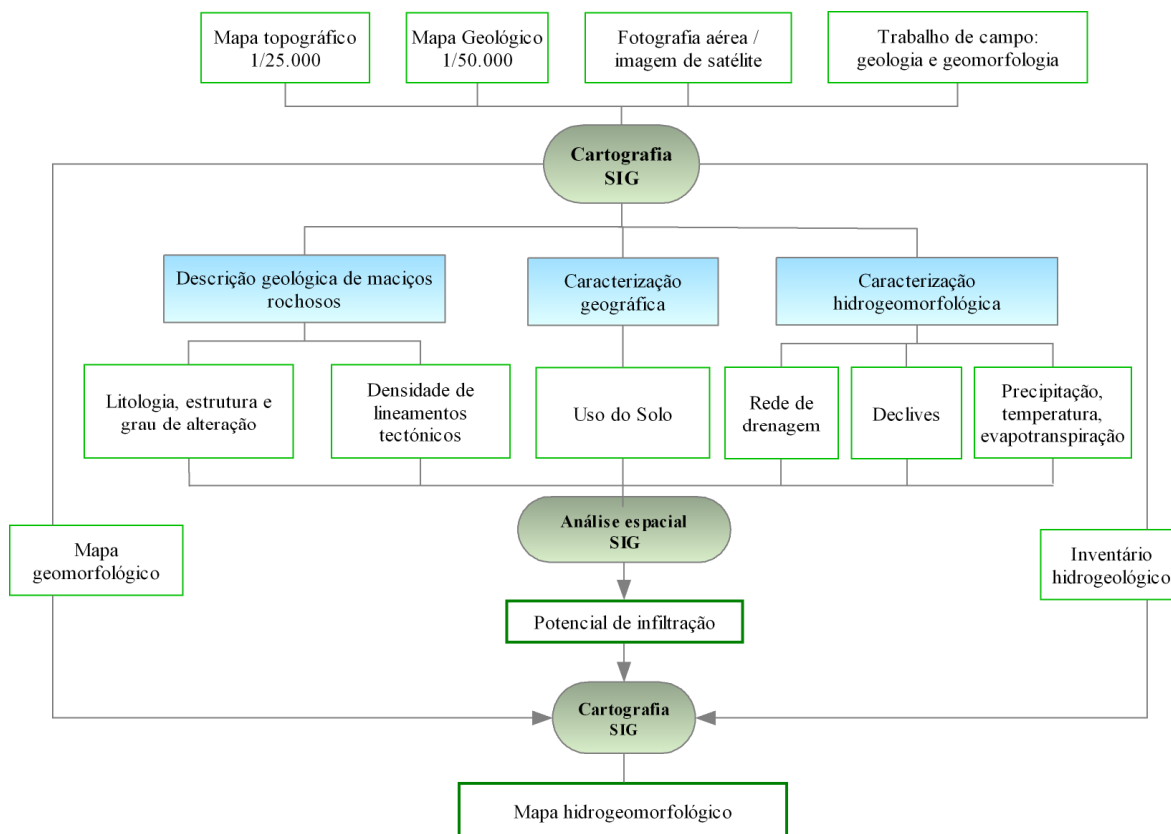 Mapa topográfico
1/25.000
Mapa Geológico
1/50.000
Fotografia aérea /
imagem de satélite
Trabalho de campo:
geologia e geomorfologia
Cartografia
SIG
Descrição geológica de maciços
rochosos
Caracterização
geográfica
Caracterização
hidrogeomorfológica
Litologia, estrutura e
grau de alteração
Densidade de
lineamentos
tectónicos
Uso do Solo
Rede de
drenagem
Declives
Precipitação,
temperatura,
evapotranspiração
Análise espacial
SIG
Mapa
geomorfológico
Inventário
hidrogeológico
Potencial de infiltração
Cartografia
SIG
Mapa hidrogeomorfológico